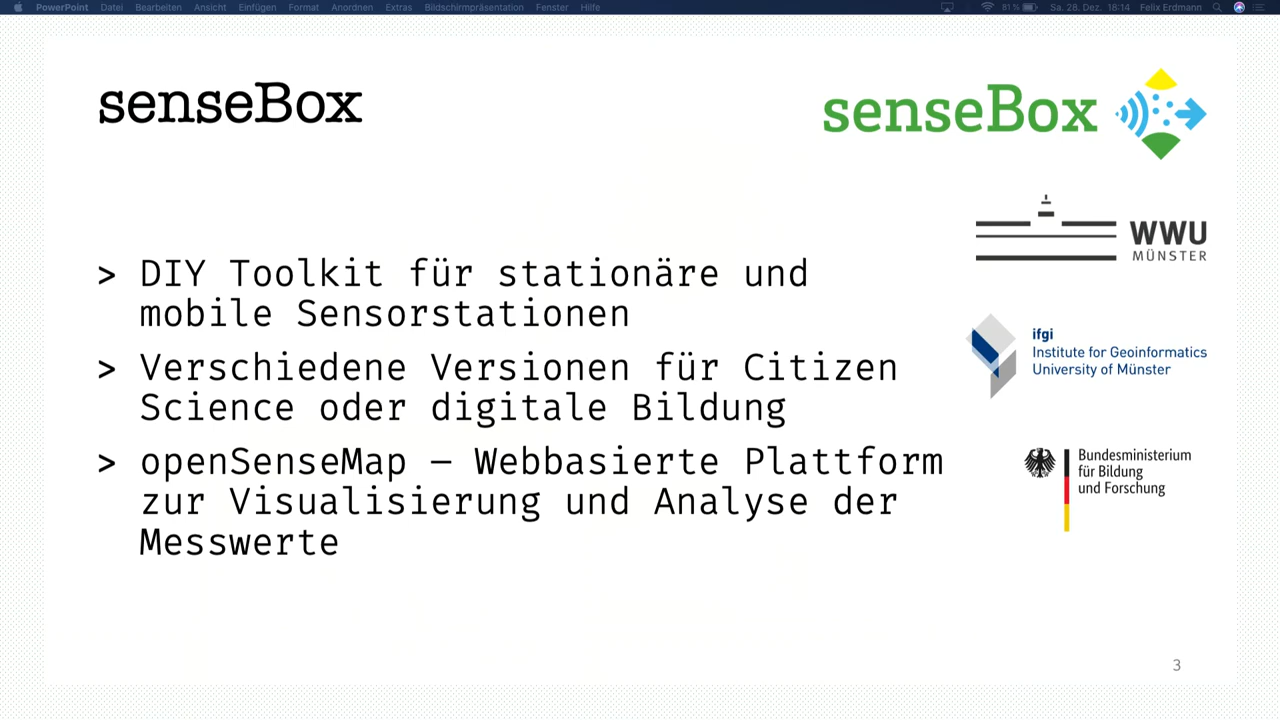 PowerPoint Datei Bearbeiten Ansicht Einfügen Format Anordnen Extras Bildschirmpräsentation Fenster Hilfe 81 % Sa. 28. Dez. 18:14 Felix Erdmann
senseBox
senseBox
WWU
MÜNSTER
> DIY Toolkit für stationäre und
mobile Sensorstationen
> Verschiedene Versionen für Citizen
Science oder digitale Bildung
> openSenseMap – Webbasierte Plattform
zur Visualisierung und Analyse der
Messwerte
ifgi
Institute for Geoinformatics
University of Münster
Bundesministerium
für Bildung
und Forschung
3